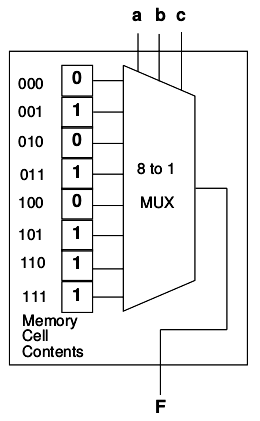 a b c
000 0
001 1
010 0
011 1
100 0
101 1
110 1
111 1
8 to 1
MUX
Memory
Cell
Contents
F